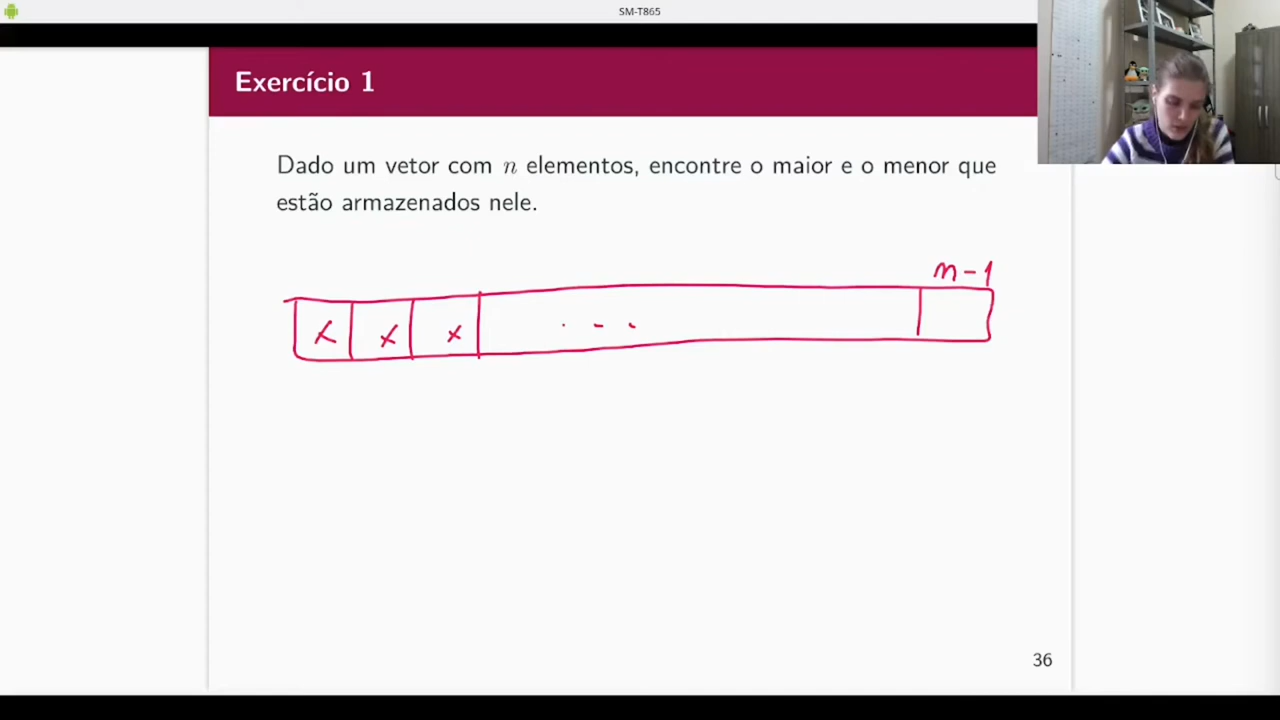 SM-T865
Exercício 1
Dado um vetor com n elementos, encontre o maior e o menor que
estão armazenados nele.
n-1
x x x ...
36